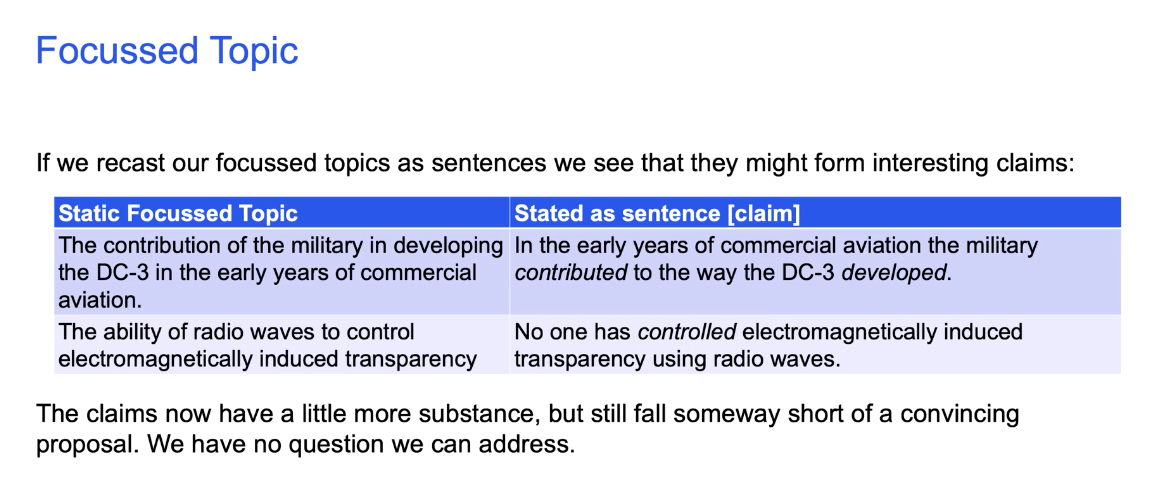 Focussed Topic
If we recast our focussed topics as sentences we see that they might form interesting claims:
Static Focussed Topic
Stated as sentence [claim]
The contribution of the military in developing
the DC-3 in the early years of commercial
aviation.
In the early years of commercial aviation the military
contributed to the way the DC-3 developed.
The ability of radio waves to control
electromagnetically induced transparency
No one has controlled electromagnetically induced
transparency using radio waves.
The claims now have a little more substance, but still fall someway short of a convincing
proposal. We have no question we can address.